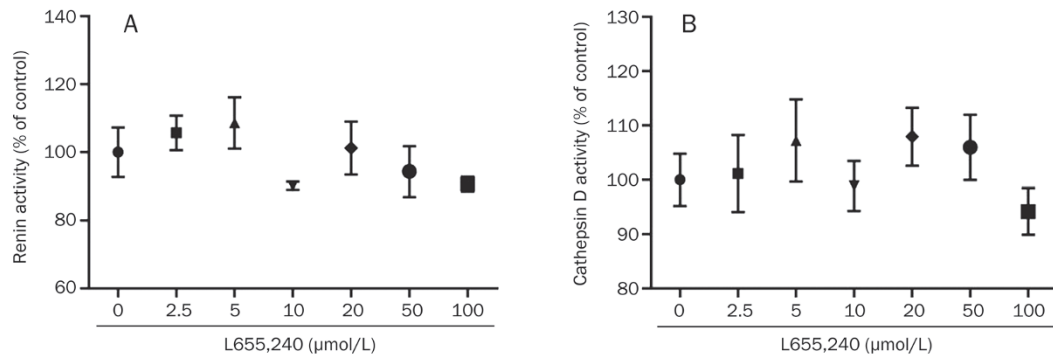 A
Renin activity (% of control)
140
120
100
80
60
0 2.5 5 10 20 50 100
L655,240 (µmol/L)
B
Cathepsin D activity (% of control)
130
120
110
100
90
80
0 2.5 5 10 20 50 100
L655,240 (µmol/L)